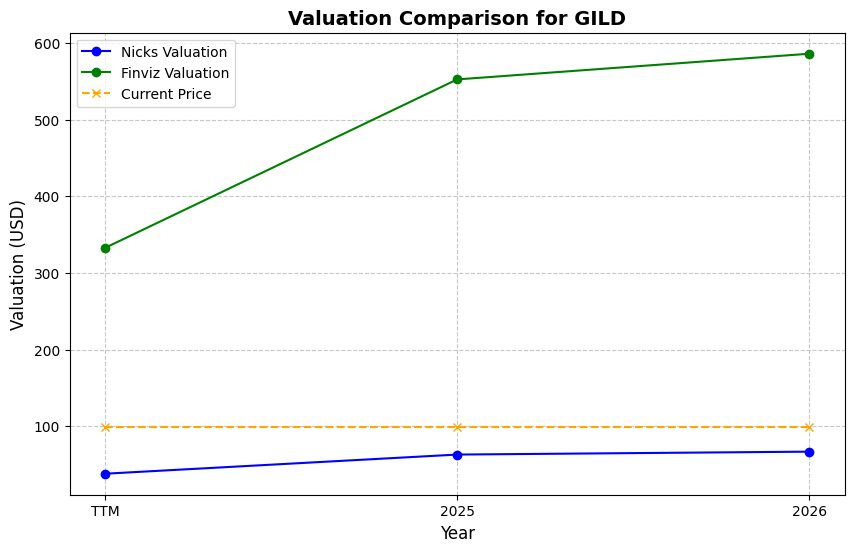 Valuation Comparison for GILD
Nicks Valuation
Finviz Valuation
Current Price
Valuation (USD)
600
500
400
300
200
100
TTM
2025
2026
Year